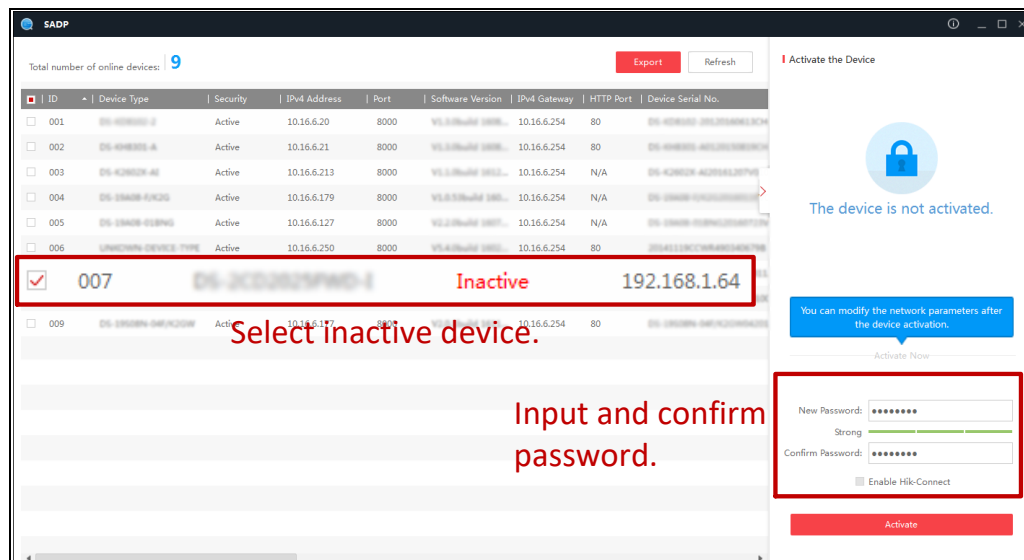 SADP
Total number of online devices: 9
Export
Refresh
ID Device Type Security IPv4 Address Port Software Version IPv4 Gateway HTTP Port Device Serial No.
001 Active 10.16.6.20 8000 10.16.6.254 80
002 Active 10.16.6.21 8000 10.16.6.254 80
003 Active 10.16.6.213 8000 10.16.6.254 N/A
004 Active 10.16.6.179 8000 10.16.6.254 N/A
005 Active 10.16.6.127 8000 10.16.6.254 N/A
006 Active 10.16.6.250 8000 10.16.6.254 80
007 Inactive 192.168.1.64
009 Active 8000 10.16.6.254 80
Select inactive device.
Input and confirm
password.
Activate the Device
The device is not activated.
You can modify the network parameters after
the device activation.
Activate Now
New Password: ••••••••
Strong
Confirm Password: ••••••••
Enable Hik-Connect
Activate